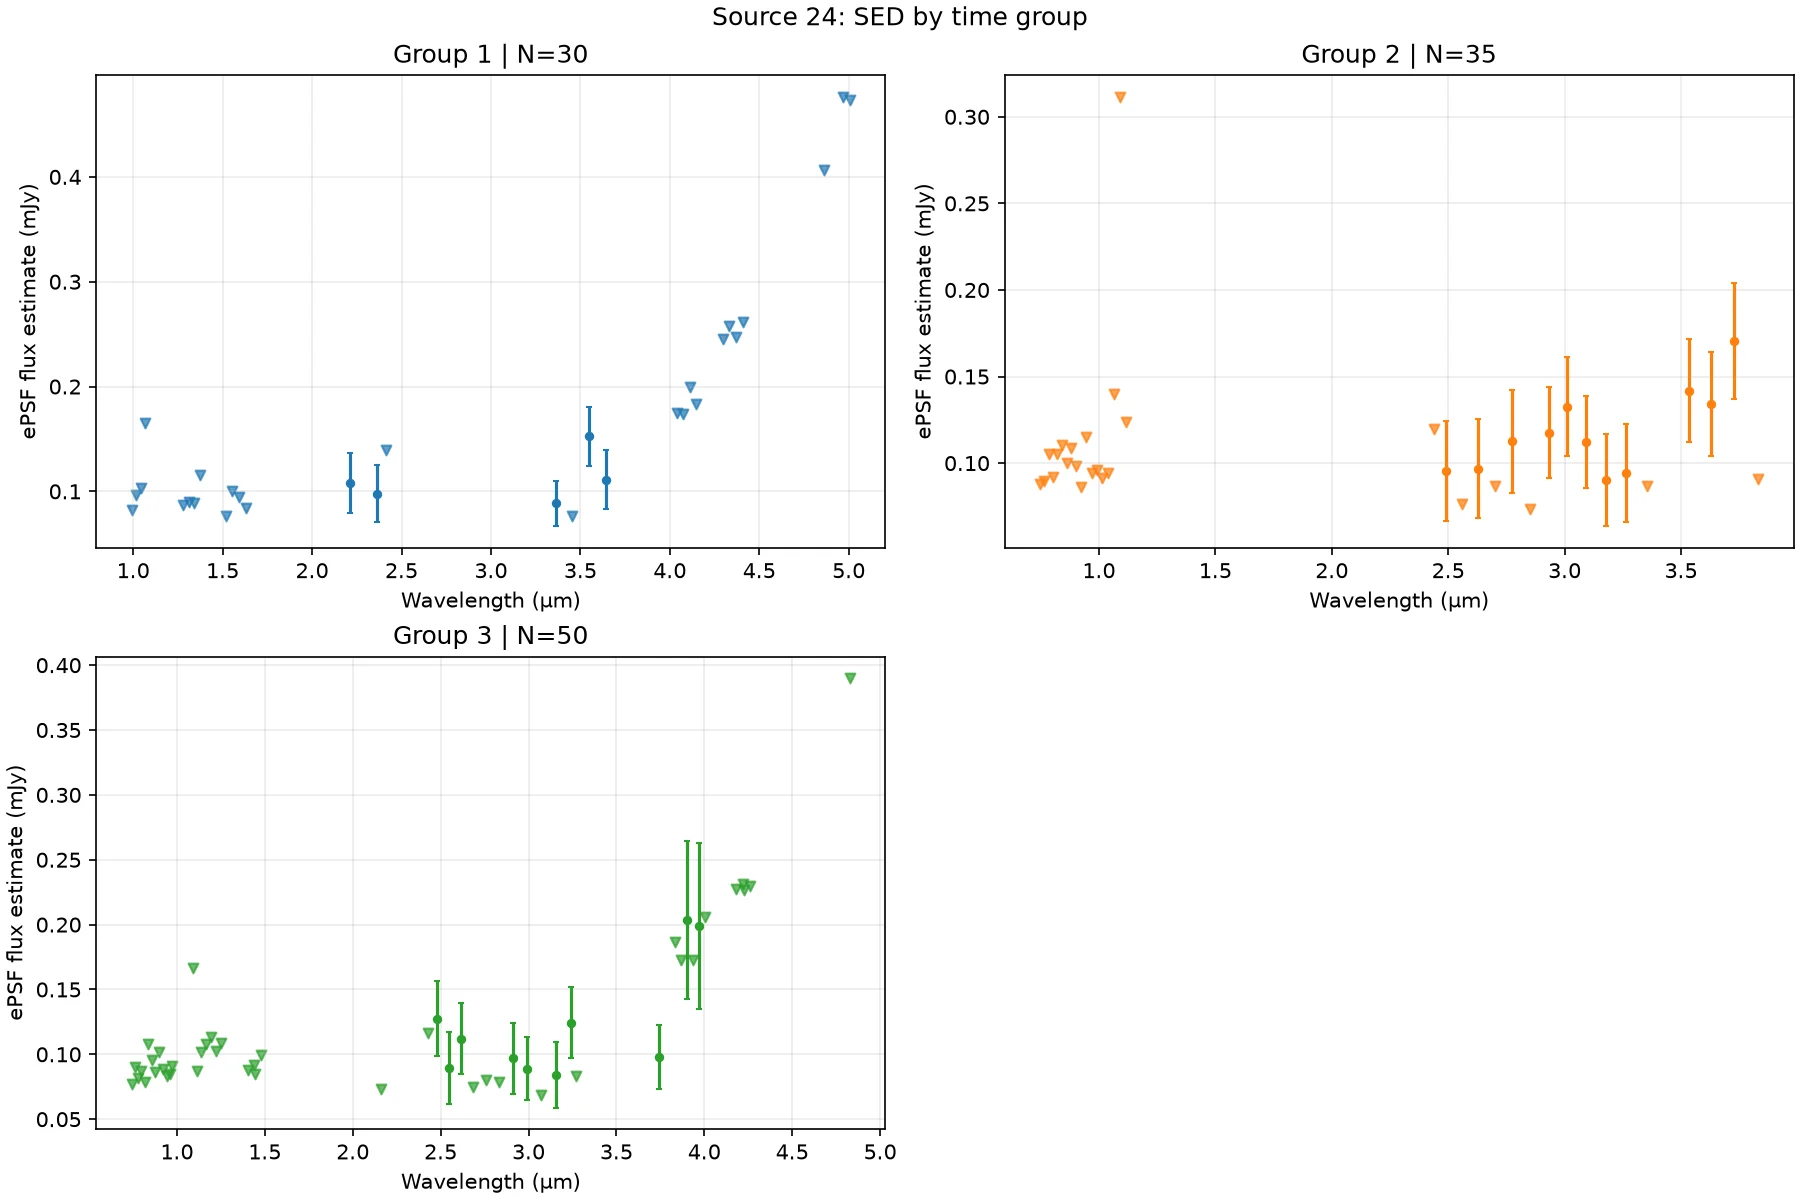 Source 24: SED by time group
Group 1 | N=30
ePSF flux estimate (mJy)
0.4
0.3
0.2
0.1
1.0 1.5 2.0 2.5 3.0 3.5 4.0 4.5 5.0
Wavelength (µm)
Group 2 | N=35
ePSF flux estimate (mJy)
0.30
0.25
0.20
0.15
0.10
1.0 1.5 2.0 2.5 3.0 3.5
Wavelength (µm)
Group 3 | N=50
ePSF flux estimate (mJy)
0.40
0.35
0.30
0.25
0.20
0.15
0.10
0.05
1.0 1.5 2.0 2.5 3.0 3.5 4.0 4.5 5.0
Wavelength (µm)